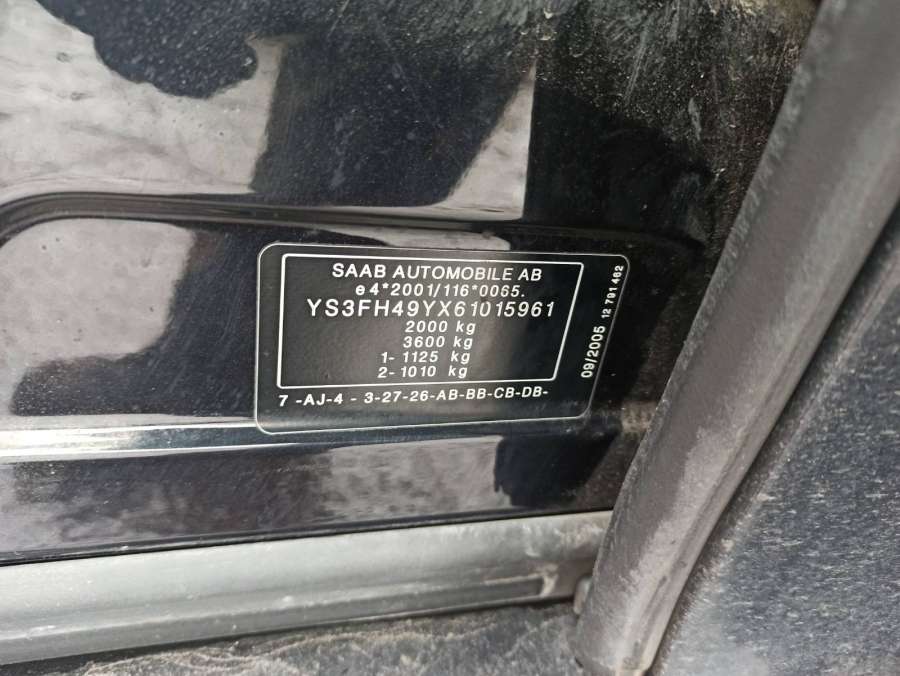 SAAB AUTOMOBILE AB
e4*2001/116*0065.
YS3FH49YX61015961
2000 kg
3600 kg
1- 1125 kg
2- 1010 kg
7 -AJ-4 - 3-27-26-AB-BB-CB-DB-
09/2005 12 791 462